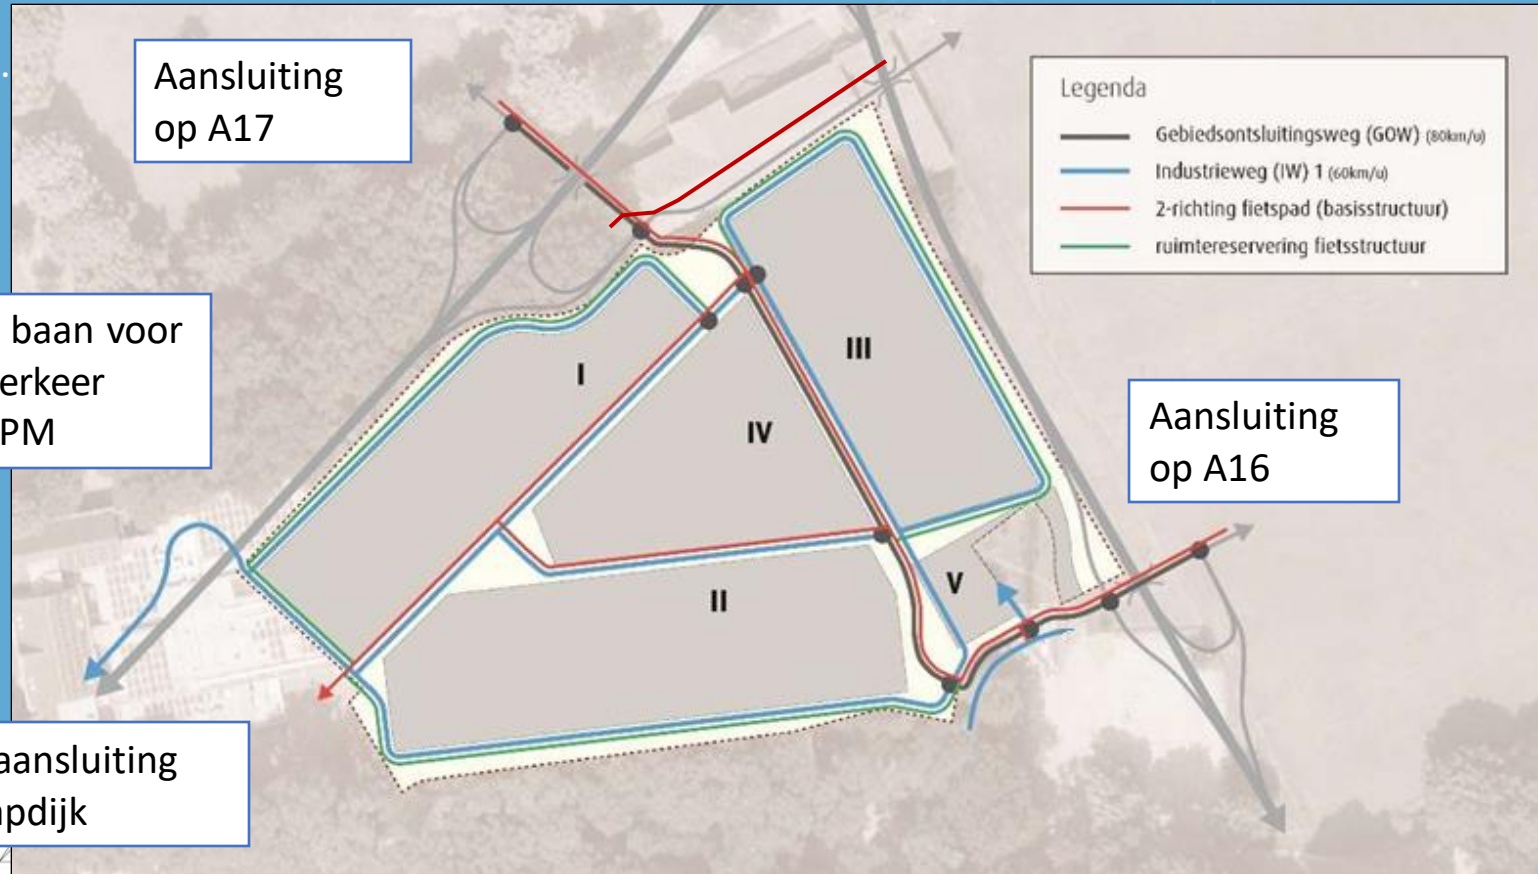 Aansluiting
op A17
Legenda
Gebiedsontsluitingsweg (GOW) (80km/u)
Industrieweg (IW) 1 (60km/u)
2-richting fietspad (basisstructuur)
ruimtereservering fietsstructuur
baan voor
erkeer
PM
I
III
IV
Aansluiting
op A16
II
V
aansluiting
pdijk